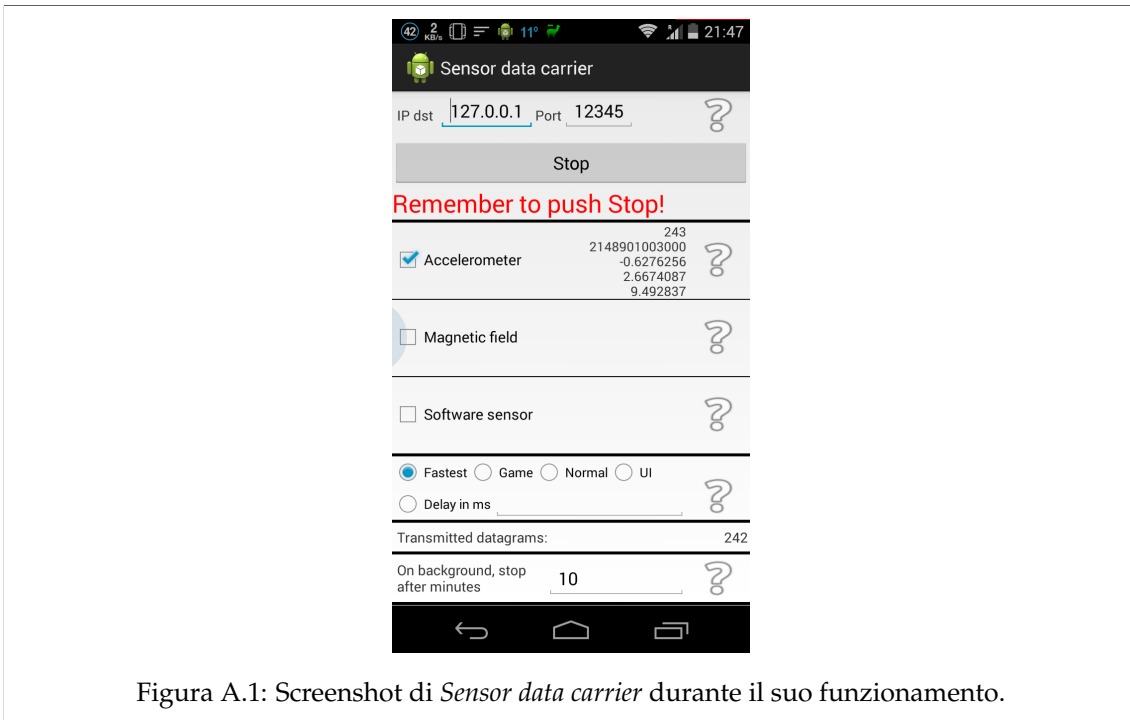 42 2 KB/s 11° 21:47
Sensor data carrier
IP dst 127.0.0.1 Port 12345
Stop
Remember to push Stop!
243
2148901003000
Accelerometer -0.6276256
2.6674087
9.492837
Magnetic field
Software sensor
Fastest Game Normal UI
Delay in ms
Transmitted datagrams: 242
On background, stop
after minutes 10
Figura A.1: Screenshot di Sensor data carrier durante il suo funzionamento.